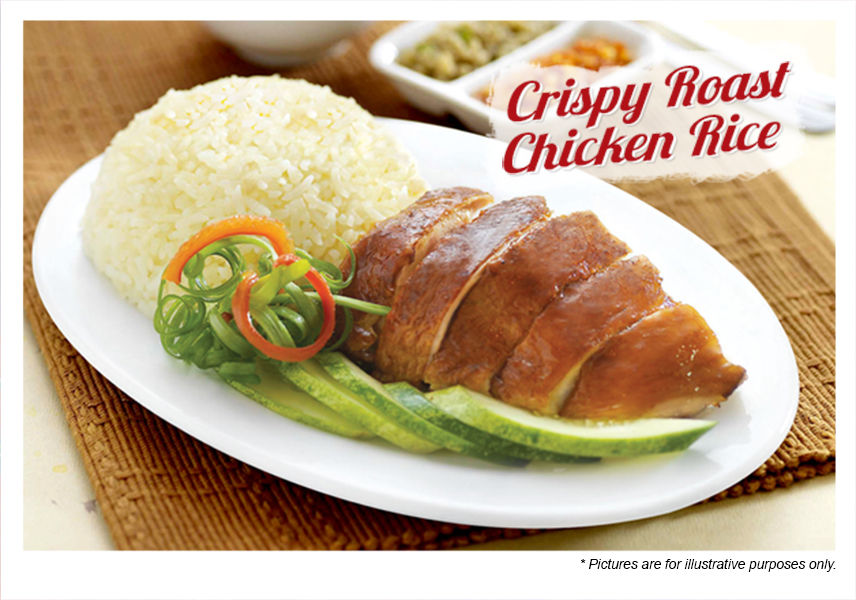 Crispy Roast
Chicken Rice
* Pictures are for illustrative purposes only.